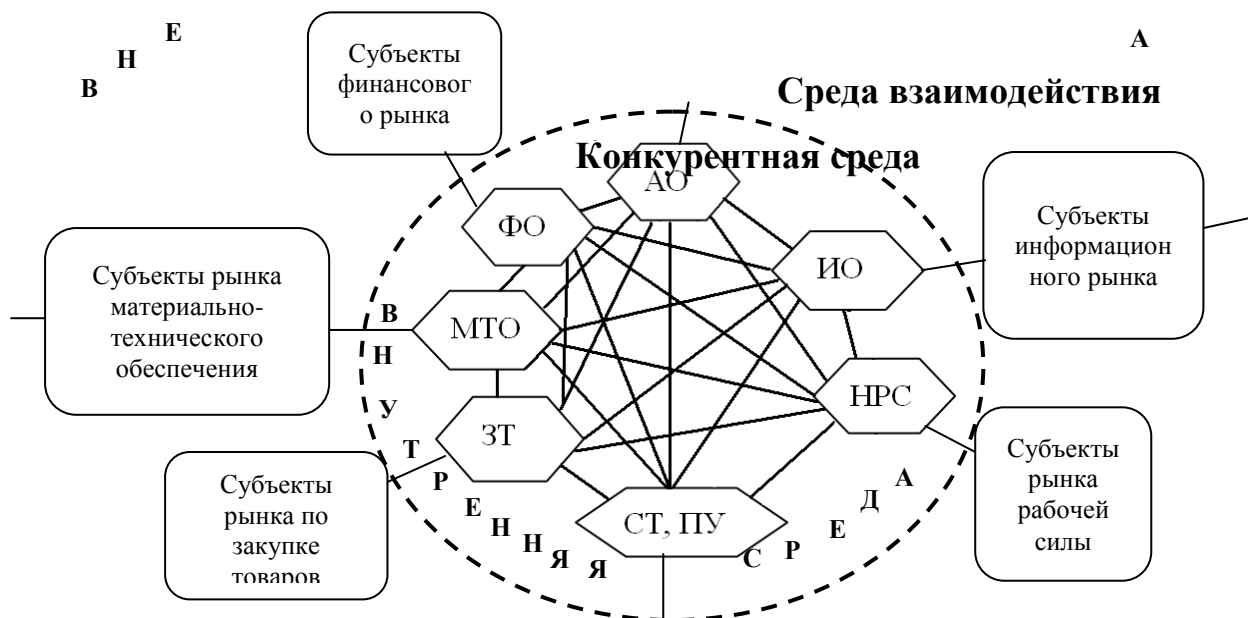 В Н Е
А
Среда взаимодействия
Конкурентная среда
Субъекты
финансовог
о рынка
АО
ФО
ИО
Субъекты
информацион
ного рынка
Субъекты рынка
материально-
технического
обеспечения
МТО
НРС
ЗТ
СТ, ПУ
Субъекты
рынка по
закупке
товаров
Субъекты
рынка
рабочей
силы
В Н У Т Р Е Н Н Я Я
С Р Е Д А